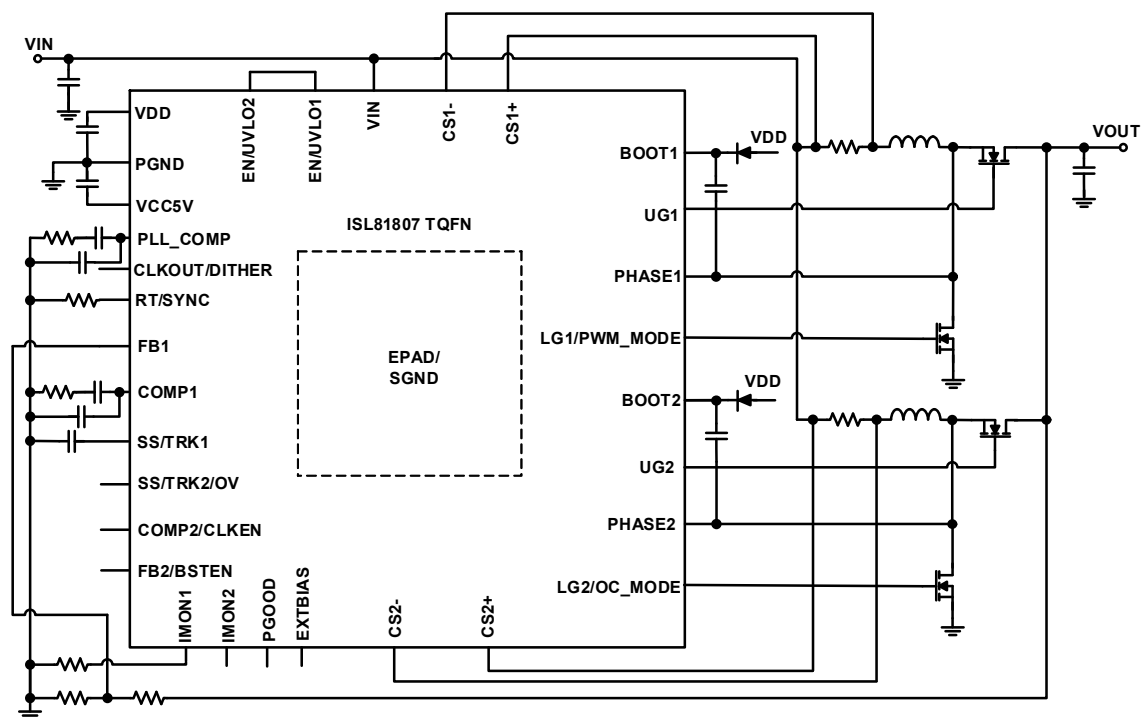 VIN
VOUT
VDD
PGND
VCC5V
PLL_COMP
CLKOUT/DITHER
RT/SYNC
FB1
COMP1
SS/TRK1
SS/TRK2/OV
COMP2/CLKEN
FB2/BSTEN
EN/UVLO2
EN/UVLO1
VIN
CS1-
CS1+
ISL81807 TQFN
EPAD/
SGND
BOOT1
VDD
UG1
PHASE1
LG1/PWM_MODE
BOOT2
VDD
UG2
PHASE2
LG2/OC_MODE
IMON1
IMON2
PGOOD
EXTBIAS
CS2-
CS2+